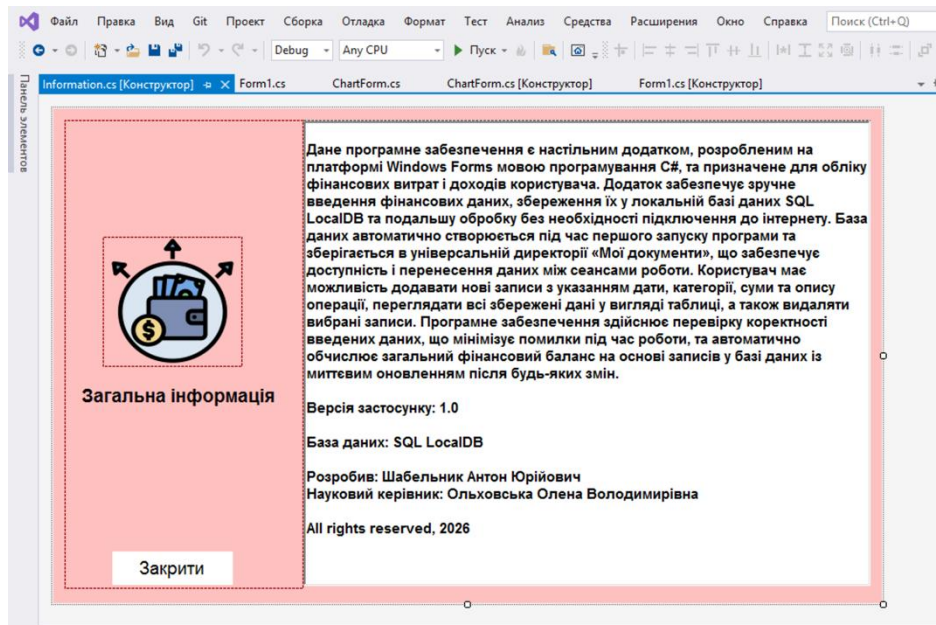 Файл Правка Вид Git Проект Сборка Отладка Формат Тест Анализ Средства Расширения Окно Справка Поиск (Ctrl+Q)
Debug Any CPU Пуск
Панель элементов
Information.cs [Конструктор] Form1.cs ChartForm.cs ChartForm.cs [Конструктор] Form1.cs [Конструктор]
Загальна інформація
Закрити
Дане програмне забезпечення є настільним додатком, розробленим на
платформі Windows Forms мовою програмування C#, та призначене для обліку
фінансових витрат і доходів користувача. Додаток забезпечує зручне
введення фінансових даних, збереження їх у локальній базі даних SQL
LocalDB та подальшу обробку без необхідності підключення до інтернету. База
даних автоматично створюється під час першого запуску програми та
зберігається в універсальній директорії «Мої документи», що забезпечує
доступність і перенесення даних між сеансами роботи. Користувач має
можливість додавати нові записи з указанням дати, категорії, суми та опису
операції, переглядати всі збережені дані у вигляді таблиці, а також видаляти
вибрані записи. Програмне забезпечення здійснює перевірку коректності
введених даних, що мінімізує помилки під час роботи, та автоматично
обчислює загальний фінансовий баланс на основі записів у базі даних із
миттєвим оновленням після будь-яких змін.
Версія застосунку: 1.0
База даних: SQL LocalDB
Розробив: Шабельник Антон Юрійович
Науковий керівник: Ольховська Олена Володимирівна
All rights reserved, 2026